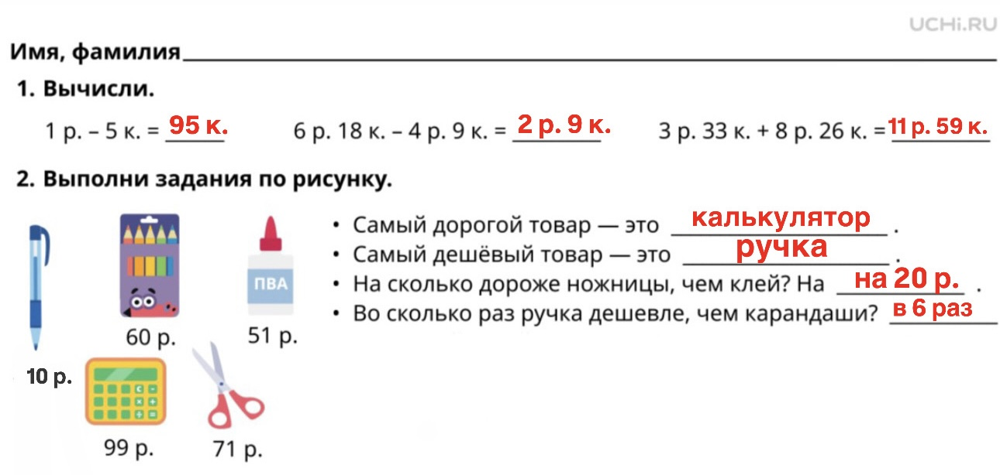 UCHi.RU
Имя, фамилия
1. Вычисли.
1 р. – 5 к. = 95 к. 6 р. 18 к. – 4 р. 9 к. = 2 р. 9 к. 3 р. 33 к. + 8 р. 26 к. = 11 р. 59 к.
2. Выполни задания по рисунку.
• Самый дорогой товар — это калькулятор .
• Самый дешёвый товар — это ручка .
• На сколько дороже ножницы, чем клей? На на 20 р. .
• Во сколько раз ручка дешевле, чем карандаши? в 6 раз
ПВА
60 р. 51 р.
10 р.
C –
× +
÷ =
99 р. 71 р.